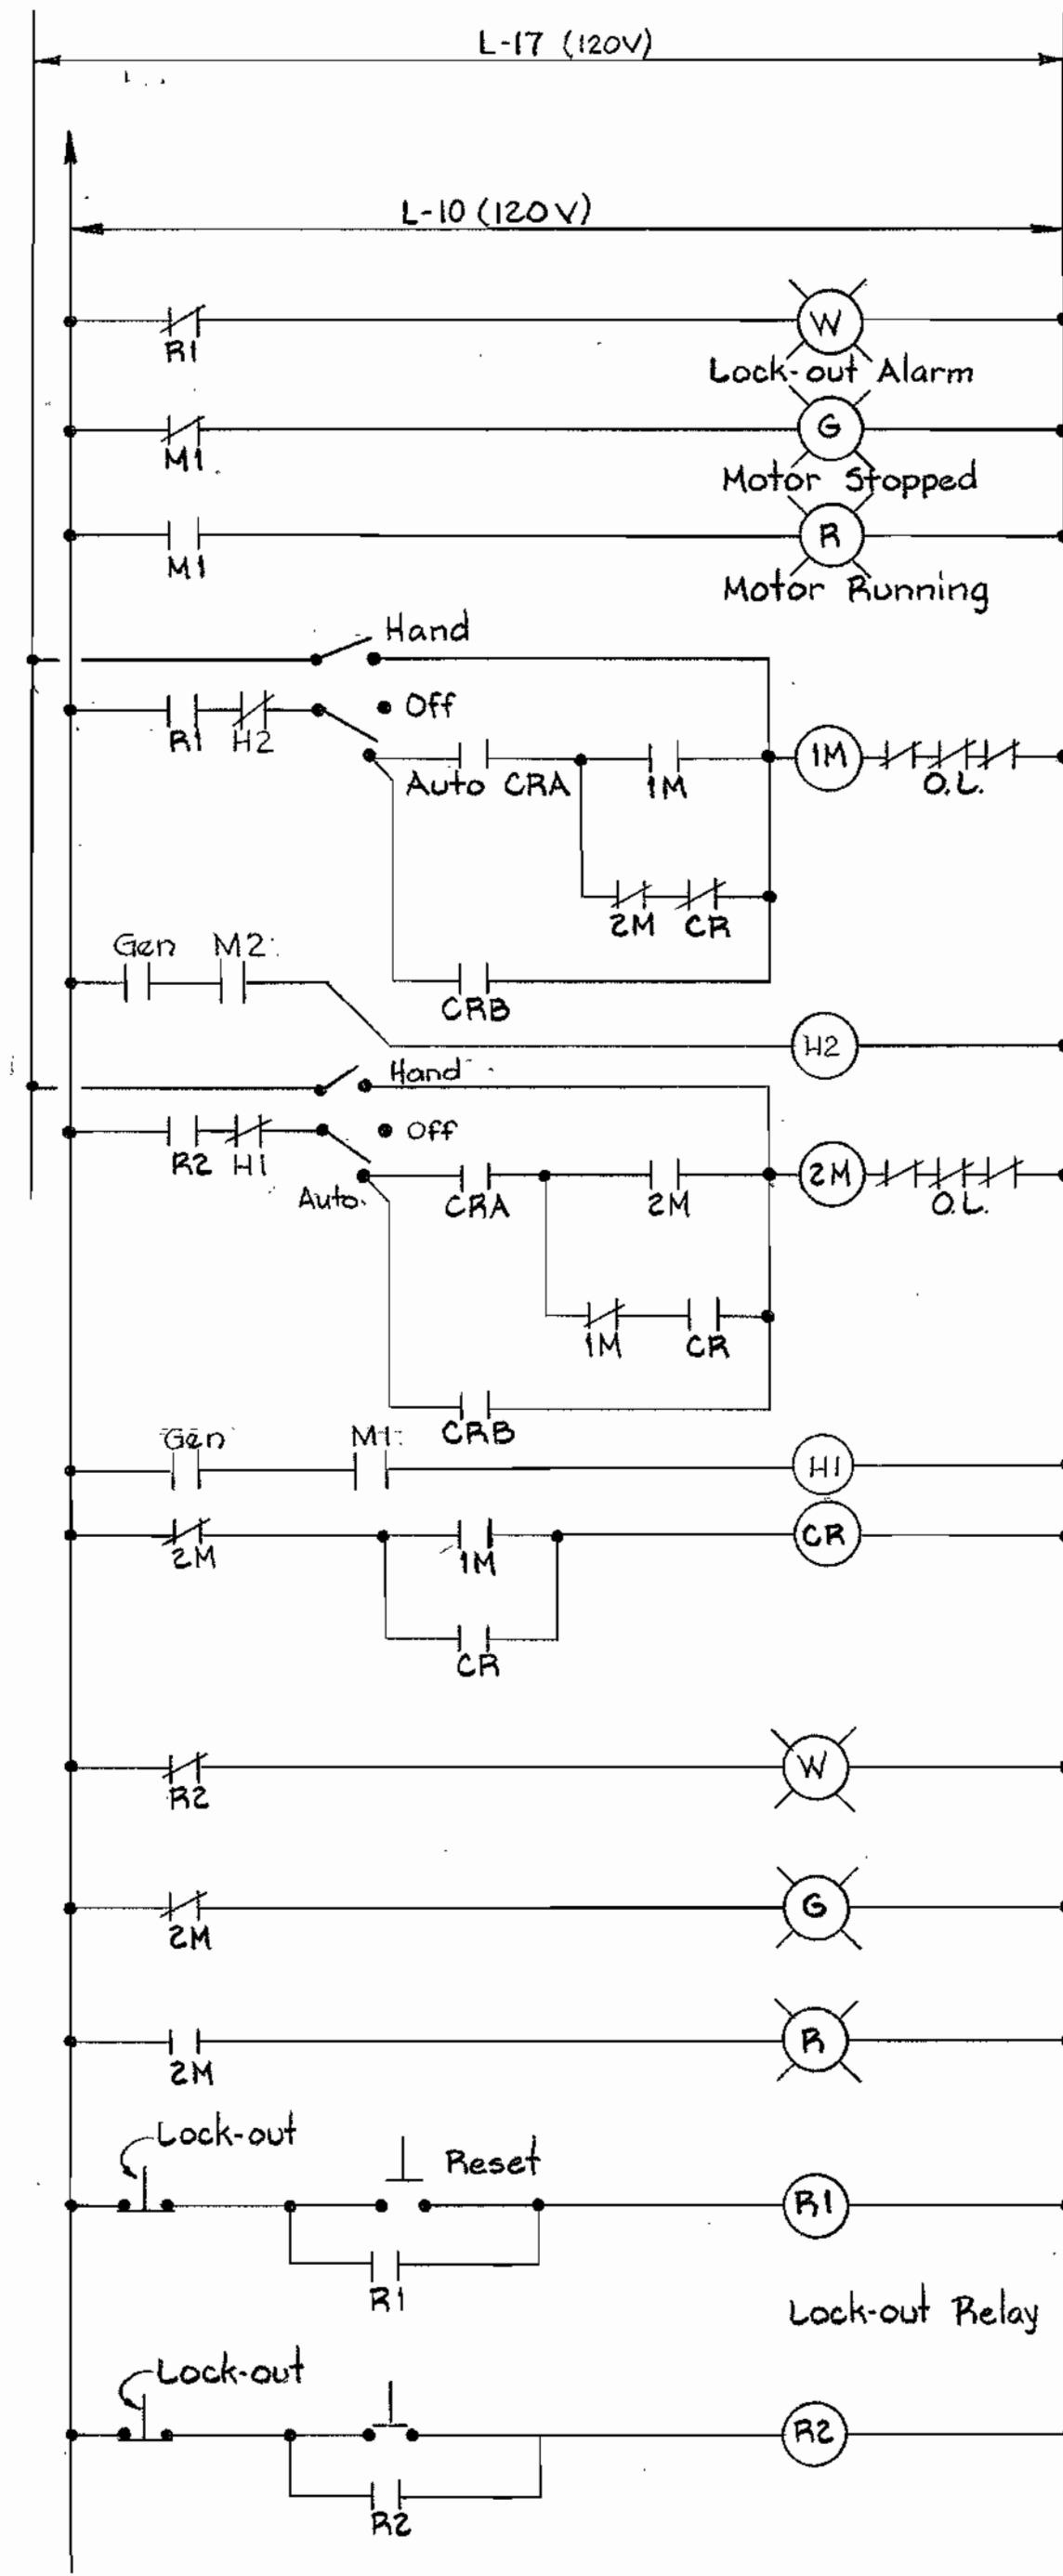 L-17 (120V)
L-10 (120V)
W
R1
Lock-out Alarm
G
M1
Motor Stopped
R
M1
Motor Running
Hand
Off
R1 H2
1M
Auto CRA 1M O.L.
2M CR
Gen M2
CRB
H2
Hand
Off
R2 H1
2M
Auto. CRA 2M O.L.
1M CR
CRB
Gen M1
H1
CR
2M 1M
CR
W
R2
G
2M
R
2M
Lock-out
Reset
R1
R1
Lock-out Relay
Lock-out
R2
R2